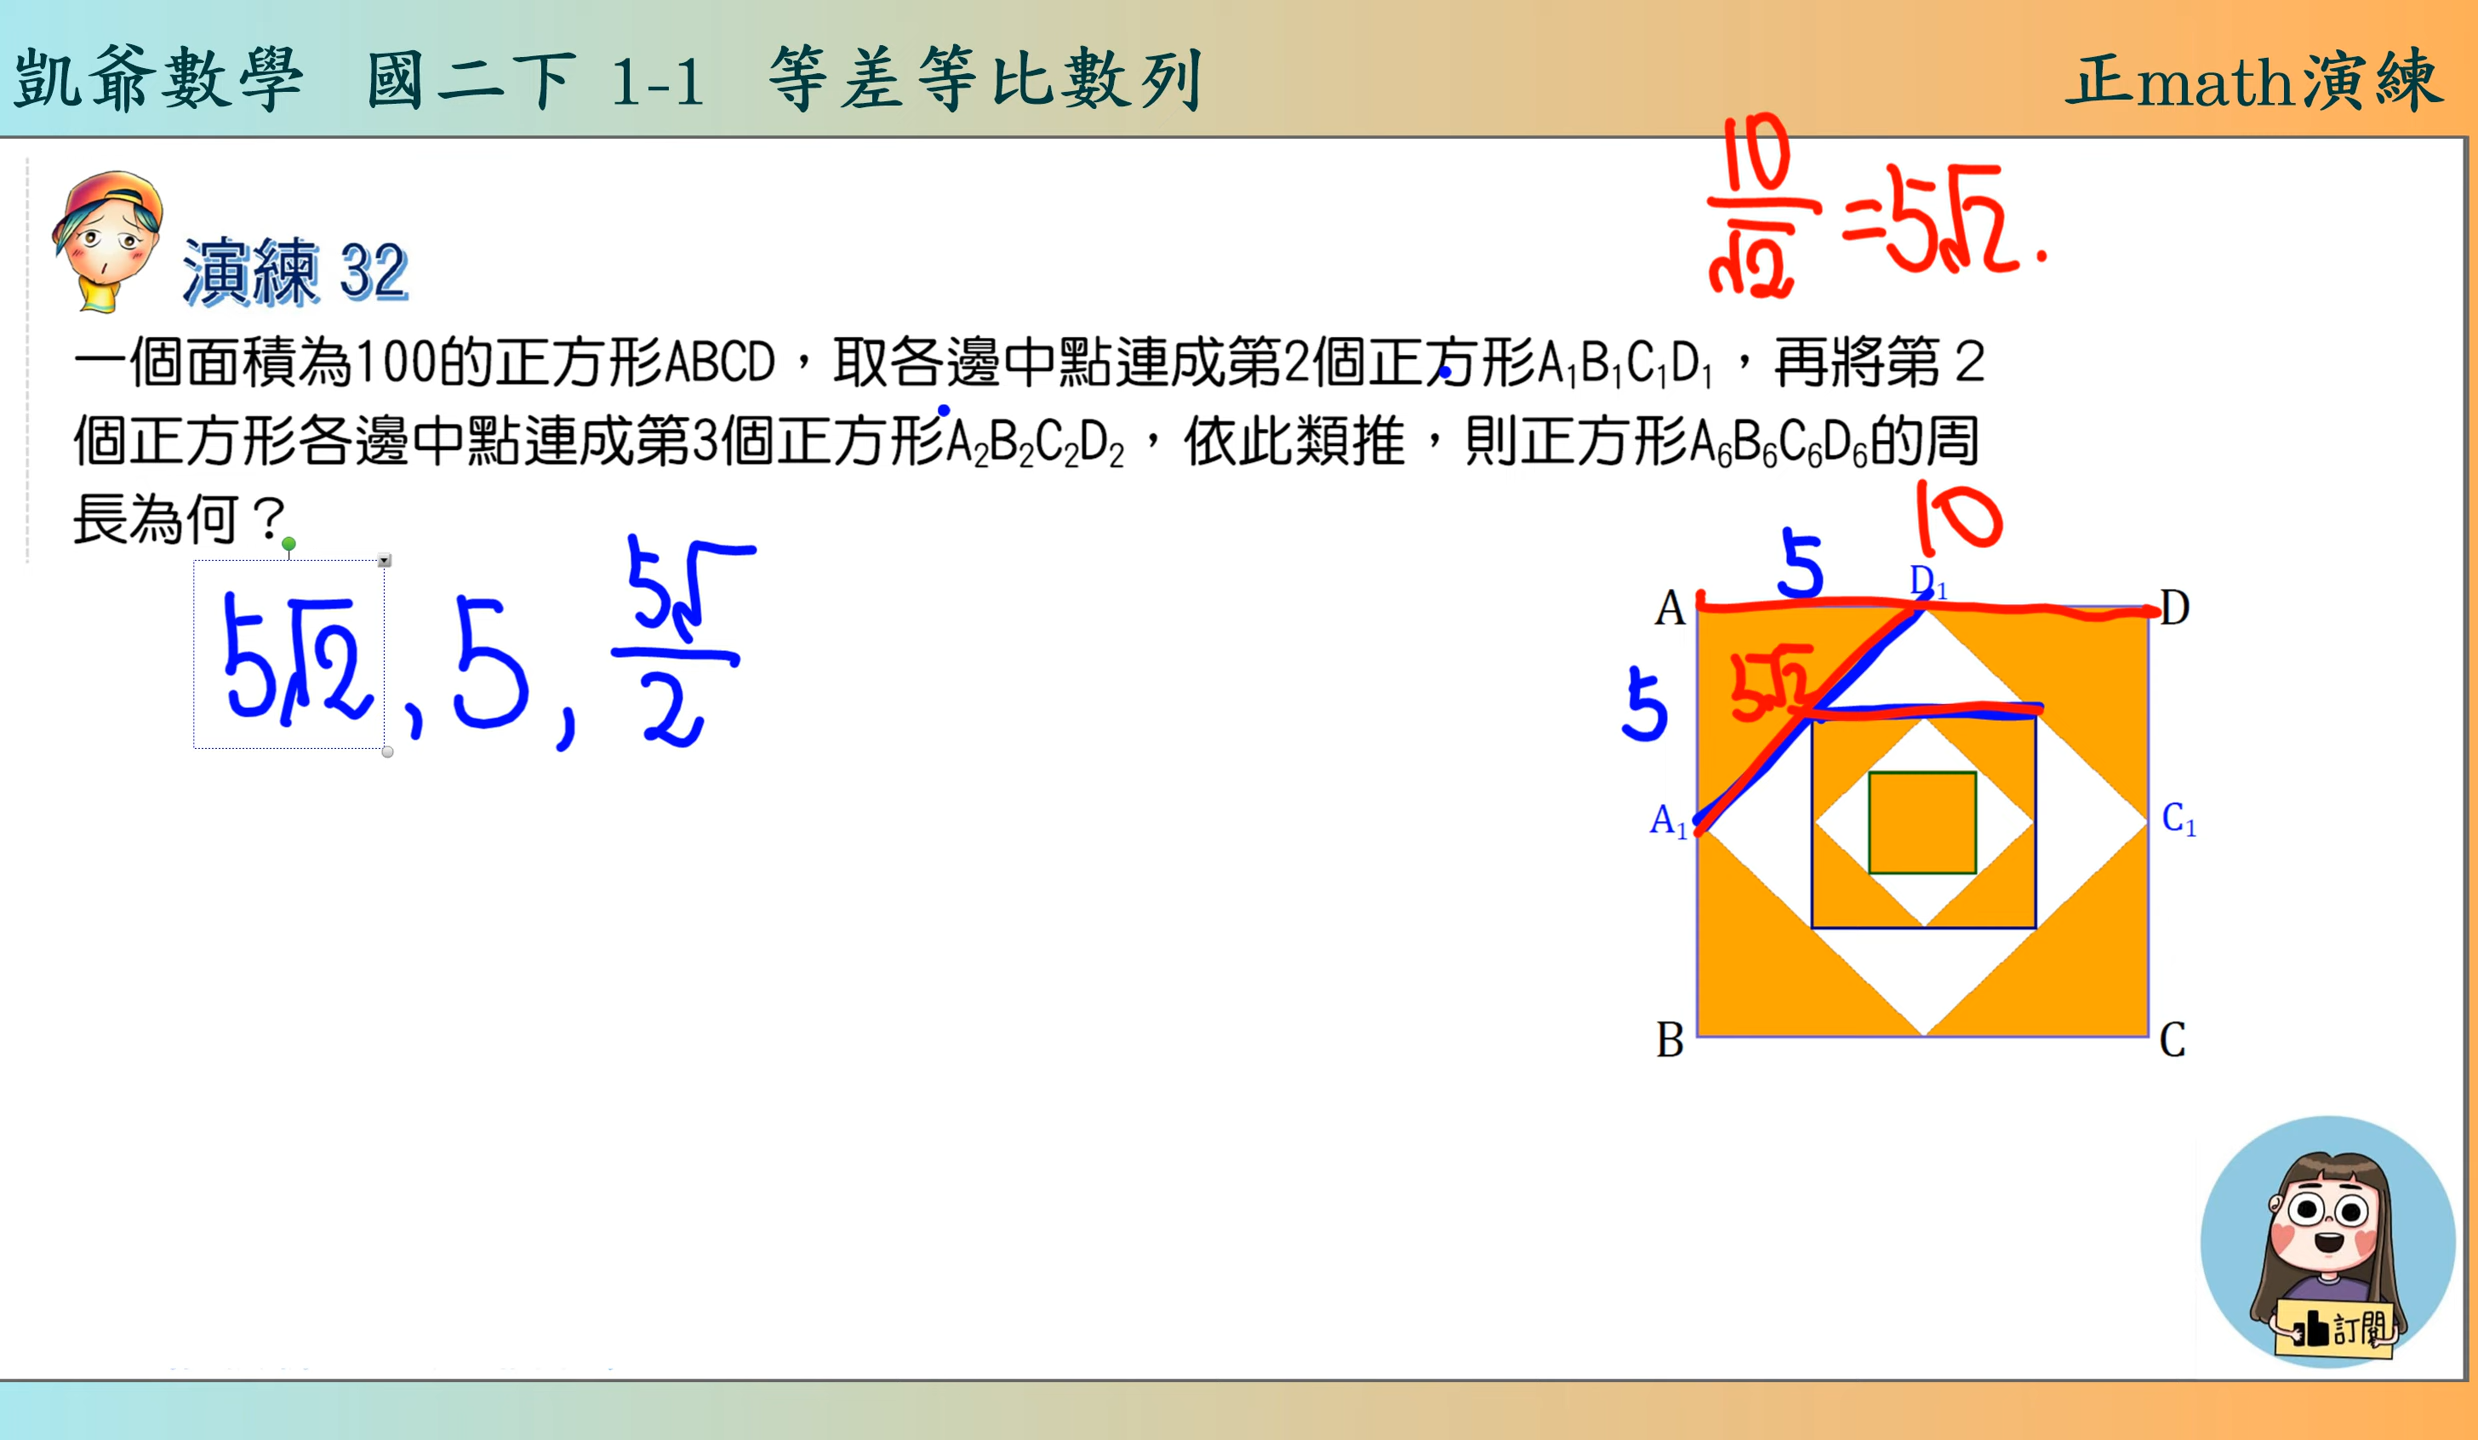 凱爺數學 國二下 1-1 等差等比數列
正math演練
10/√2 = 5√2.
演練 32
一個面積為100的正方形ABCD，取各邊中點連成第2個正方形A₁B₁C₁D₁，再將第2
個正方形各邊中點連成第3個正方形A₂B₂C₂D₂，依此類推，則正方形A₆B₆C₆D₆的周
長為何？
10
5
5√2 , 5 , 5√/2
A
D₁
D
5
5√2
A₁
C₁
B
C
訂閱